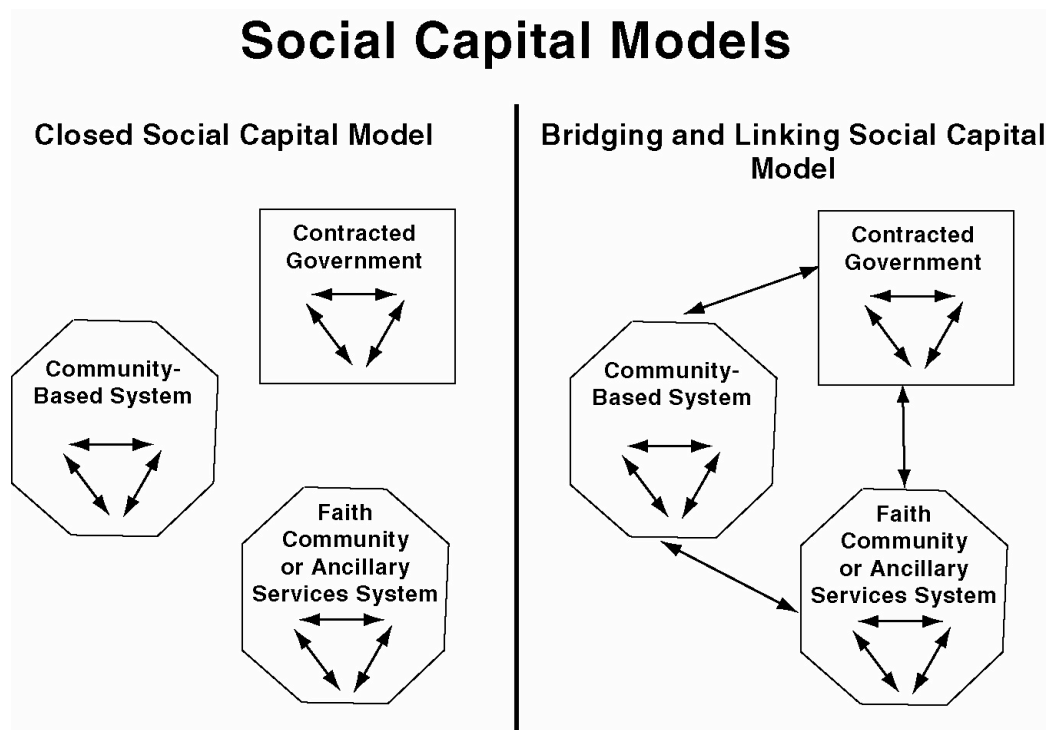 Social Capital Models
Closed Social Capital Model
Contracted
Government
Community-
Based System
Faith
Community
or Ancillary
Services System
Bridging and Linking Social Capital
Model
Contracted
Government
Community-
Based System
Faith
Community
or Ancillary
Services System